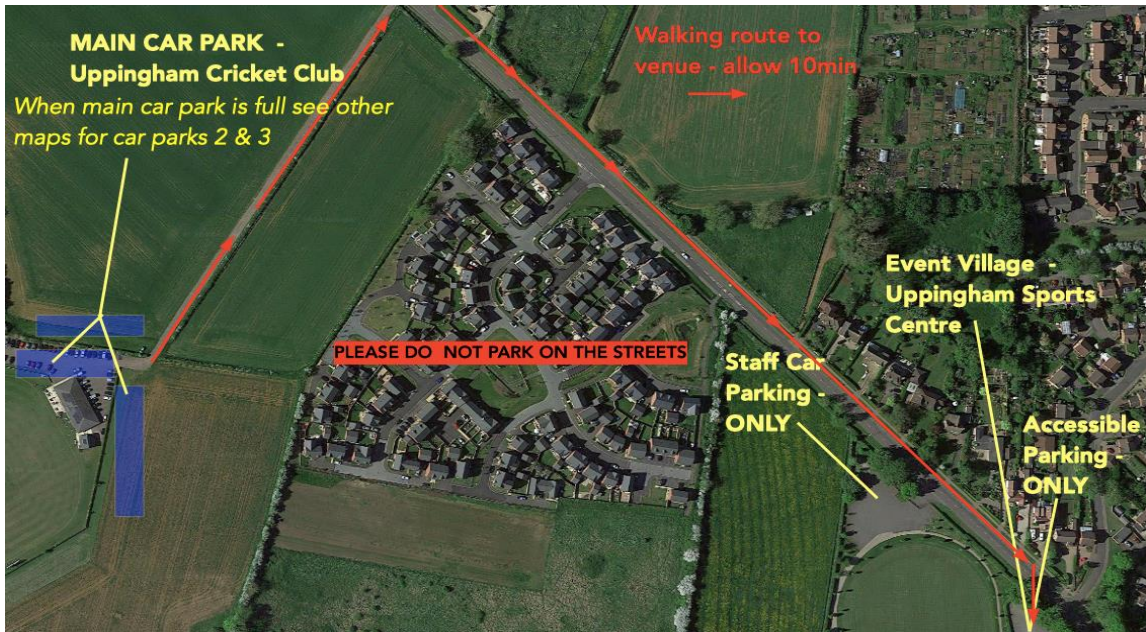 MAIN CAR PARK -
Uppingham Cricket Club
When main car park is full see other
maps for car parks 2 & 3
Walking route to
venue - allow 10min
PLEASE DO NOT PARK ON THE STREETS
Event Village -
Uppingham Sports
Centre
Staff Car
Parking -
ONLY
Accessible
Parking -
ONLY